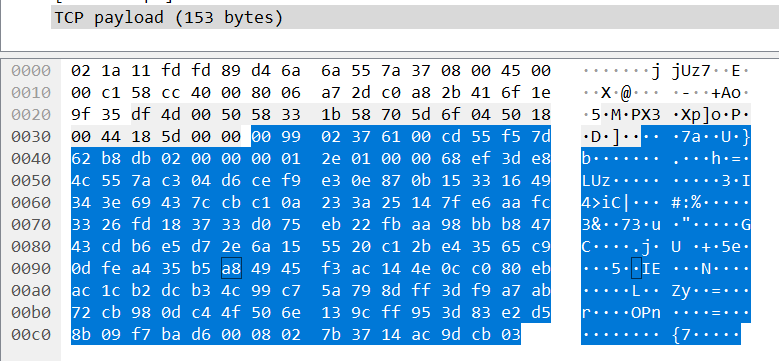 TCP payload (153 bytes)
0000 02 1a 11 fd fd 89 d4 6a 6a 55 7a 37 08 00 45 00 ·······j jUz7··E·
0010 00 c1 58 cc 40 00 80 06 a7 2d c0 a8 2b 41 6f 1e ··X·@··· ·-··+Ao·
0020 9f 35 df 4d 00 50 58 33 1b 58 70 5d 6f 04 50 18 ·5·M·PX3 ·Xp]o·P·
0030 00 44 18 5d 00 00 00 99 02 37 61 00 cd 55 f5 7d ·D·]···· ·7a··U·}
0040 62 b8 db 02 00 00 00 01 2e 01 00 00 68 ef 3d e8 b······· .···h·=·
0050 4c 55 7a c3 04 d6 ce f9 e3 0e 87 0b 15 33 16 49 LUz····· ·····3·I
0060 34 3e 69 43 7c cb c1 0a 23 3a 25 14 7f e6 aa fc 4>iC|··· #:%·····
0070 33 26 fd 18 37 33 d0 75 eb 22 fb aa 98 bb b8 47 3&··73·u ·"·····G
0080 43 cd b6 e5 d7 2e 6a 15 55 20 c1 2b e4 35 65 c9 C····.j· U ·+·5e·
0090 0d fe a4 35 b5 a8 49 45 f3 ac 14 4e 0c c0 80 eb ···5··IE ···N····
00a0 ac 1c b2 dc b3 4c 99 c7 5a 79 8d ff 3d f9 a7 ab ·····L·· Zy··=···
00b0 72 cb 98 0d c4 4f 50 6e 13 9c ff 95 3d 83 e2 d5 r····OPn ····=···
00c0 8b 09 f7 ba d6 00 08 02 7b 37 14 ac 9d cb 03 ········ {7·····